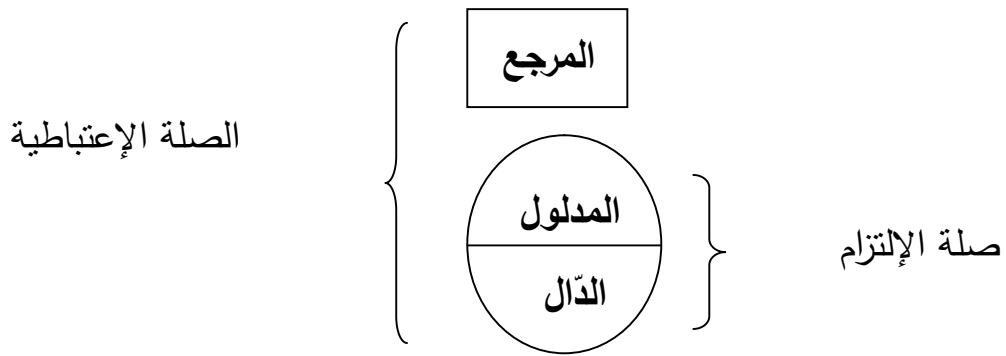 المرجع
الصلة الإعتباطية
المدلول
صلة الإلتزام
الدّال